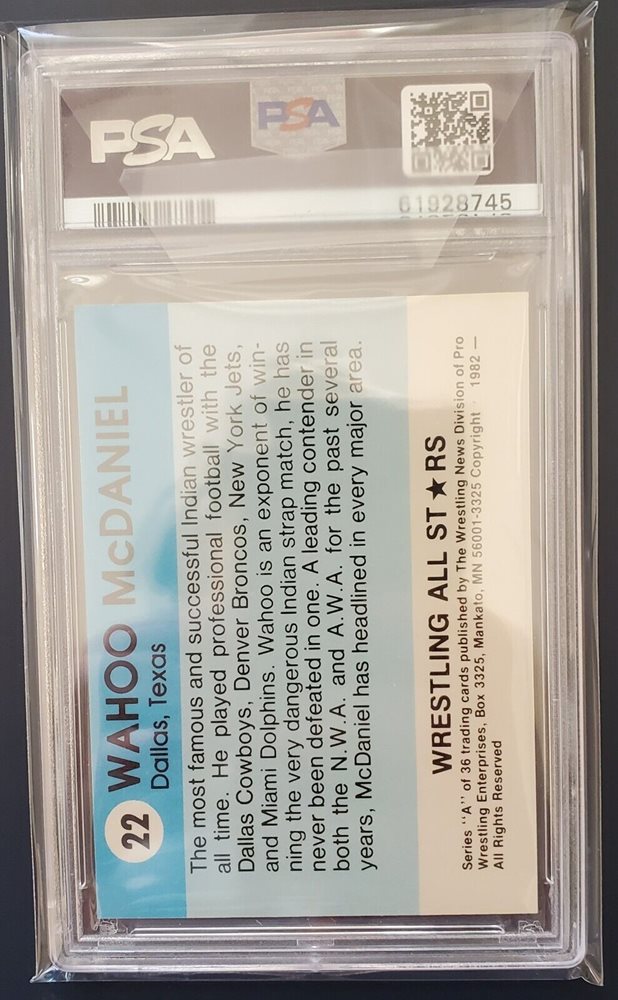 PSA
PSA
61928745
22 WAHOO McDANIEL
Dallas, Texas
The most famous and successful Indian wrestler of
all time. He played professional football with the
Dallas Cowboys, Denver Broncos, New York Jets,
and Miami Dolphins. Wahoo is an exponent of win-
ning the very dangerous Indian strap match, he has
never been defeated in one. A leading contender in
both the N.W.A. and A.W.A. for the past several
years, McDaniel has headlined in every major area.
WRESTLING ALL ST★RS
Series "A" of 36 trading cards published by The Wrestling News Division of Pro
Wrestling Enterprises, Box 3325, Mankato, MN 56001-3325 Copyright 1982 —
All Rights Reserved